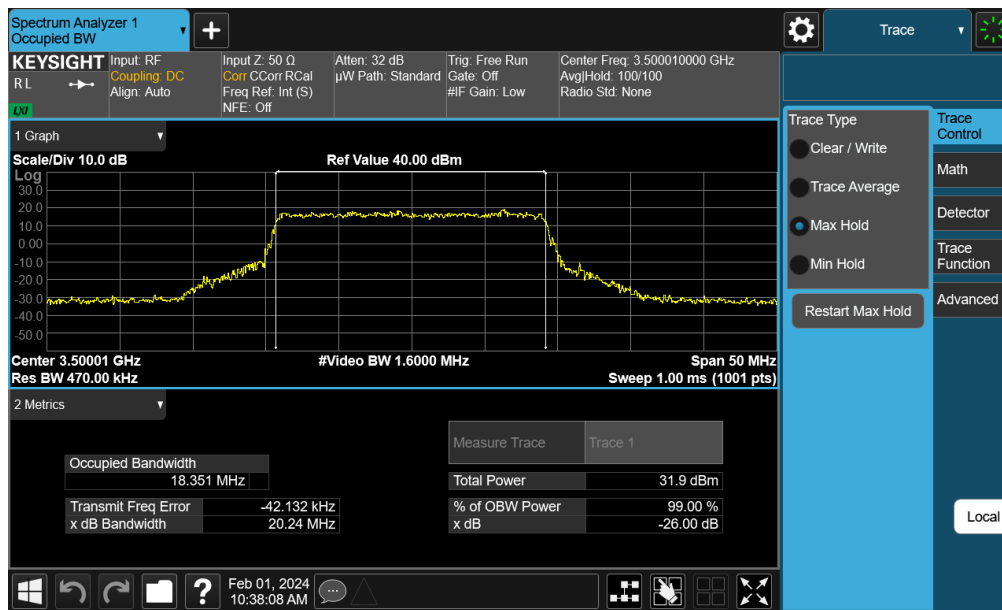 Spectrum Analyzer 1
Occupied BW
+
Trace
KEYSIGHT
R L
LXI
Input: RF
Coupling: DC
Align: Auto
Input Z: 50 Ω
Corr CCorr RCal
Freq Ref: Int (S)
NFE: Off
Atten: 32 dB
µW Path: Standard
Trig: Free Run
Gate: Off
#IF Gain: Low
Center Freq: 3.500010000 GHz
Avg|Hold: 100/100
Radio Std: None
1 Graph
Scale/Div 10.0 dB
Ref Value 40.00 dBm
Log
30.0
20.0
10.0
0.00
-10.0
-20.0
-30.0
-40.0
-50.0
Center 3.50001 GHz
#Video BW 1.6000 MHz
Span 50 MHz
Res BW 470.00 kHz
Sweep 1.00 ms (1001 pts)
2 Metrics
Measure Trace
Trace 1
Occupied Bandwidth
18.351 MHz
Total Power
31.9 dBm
Transmit Freq Error
-42.132 kHz
% of OBW Power
99.00 %
x dB Bandwidth
20.24 MHz
x dB
-26.00 dB
Trace Type
Clear / Write
Trace Average
Max Hold
Min Hold
Restart Max Hold
Trace
Control
Math
Detector
Trace
Function
Advanced
Local
?
Feb 01, 2024
10:38:08 AM